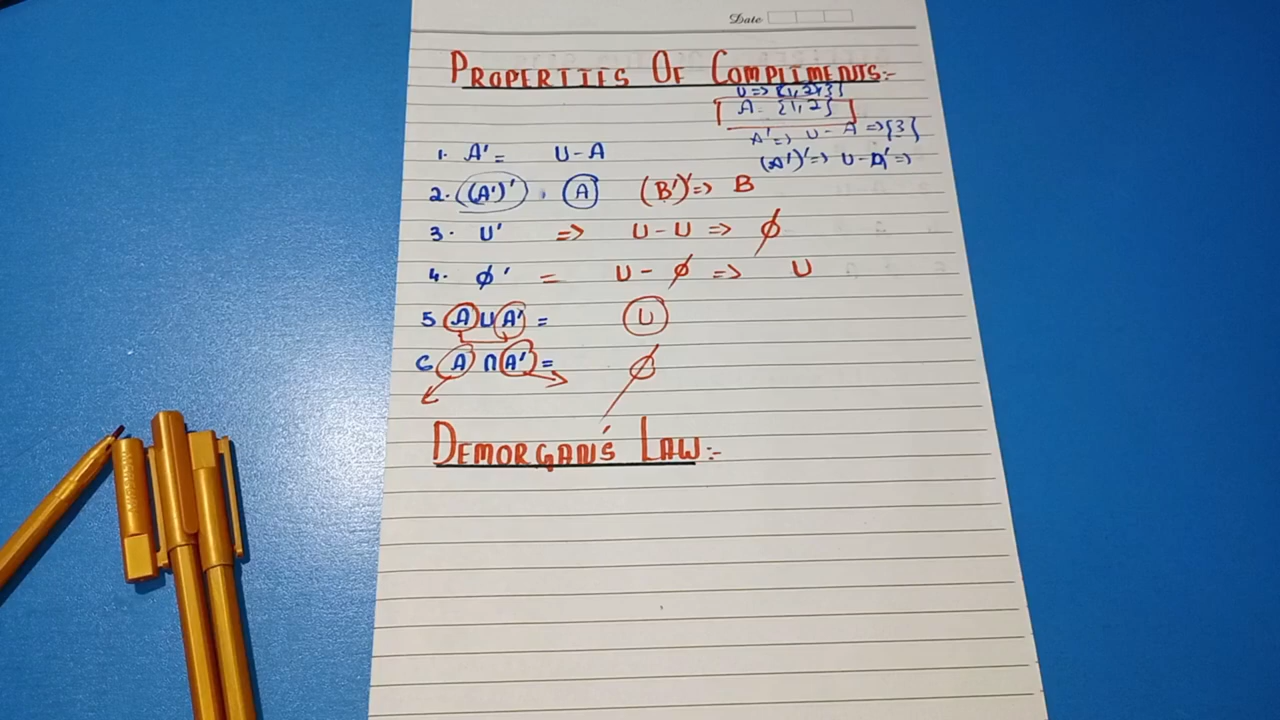 Date
PROPERTIES OF COMPLIMENTS:-
U => {1,2,3}
A = {1,2}
A' => U - A => {3}
(A')' => U - A' =>
1. A' = U - A
2. (A')' = A (B')' => B
3. U' => U - U => ϕ
4. ϕ' = U - ϕ => U
5 A U A' = U
6 A ∩ A' = ϕ
DEMORGAN'S LAW:-